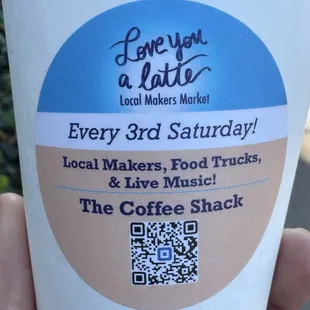 Love you
a latte
Local Makers Market
Every 3rd Saturday!
Local Makers, Food Trucks,
& Live Music!
The Coffee Shack